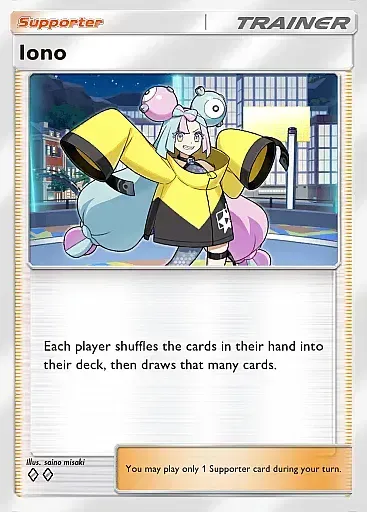 Supporter
TRAINER
Iono
Each player shuffles the cards in their hand into
their deck, then draws that many cards.
Illus. saino misaki
You may play only 1 Supporter card during your turn.